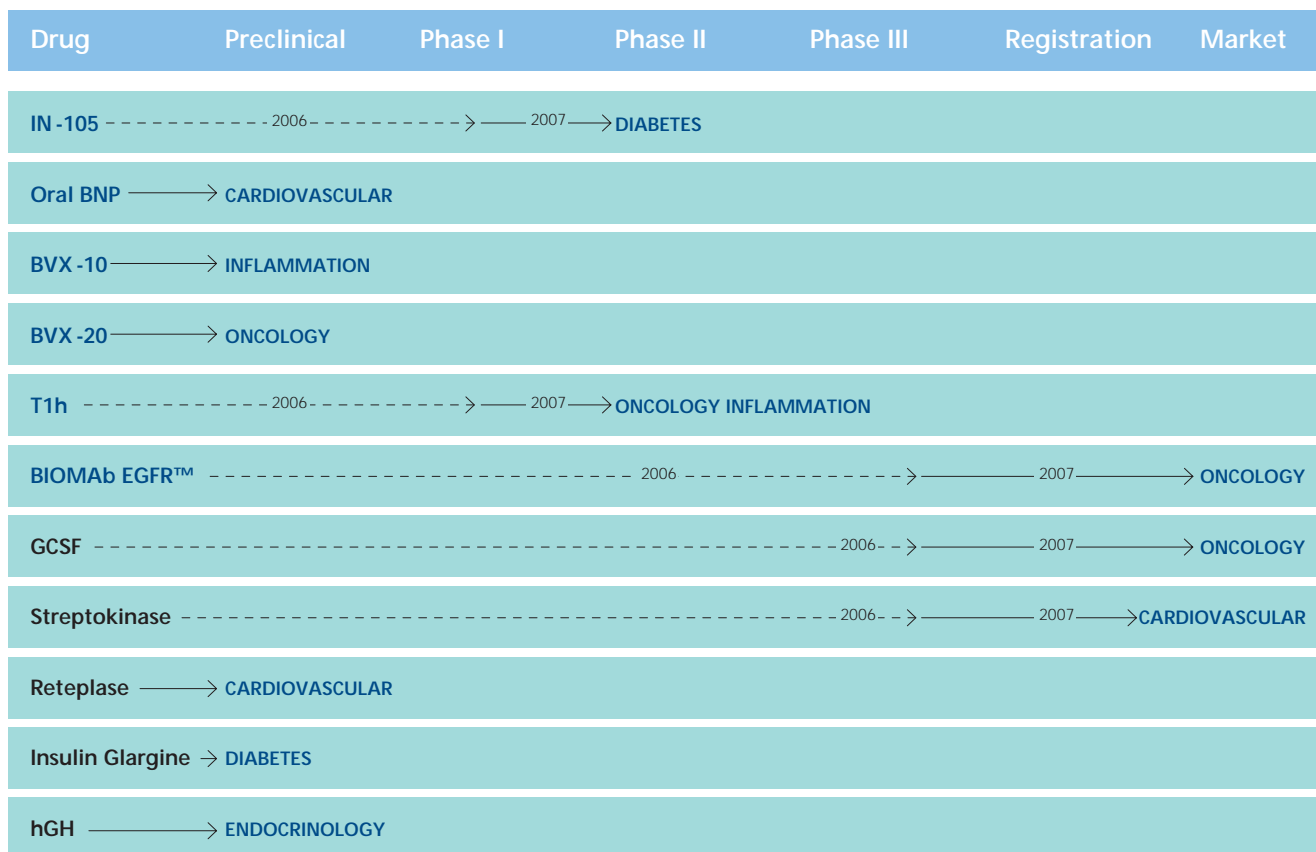 Drug Preclinical Phase I Phase II Phase III Registration Market
IN-105 2006 2007 DIABETES
Oral BNP CARDIOVASCULAR
BVX-10 INFLAMMATION
BVX-20 ONCOLOGY
T1h 2006 2007 ONCOLOGY INFLAMMATION
BIOMAb EGFR™ 2006 2007 ONCOLOGY
GCSF 2006 2007 ONCOLOGY
Streptokinase 2006 2007 CARDIOVASCULAR
Reteplase CARDIOVASCULAR
Insulin Glargine DIABETES
hGH ENDOCRINOLOGY